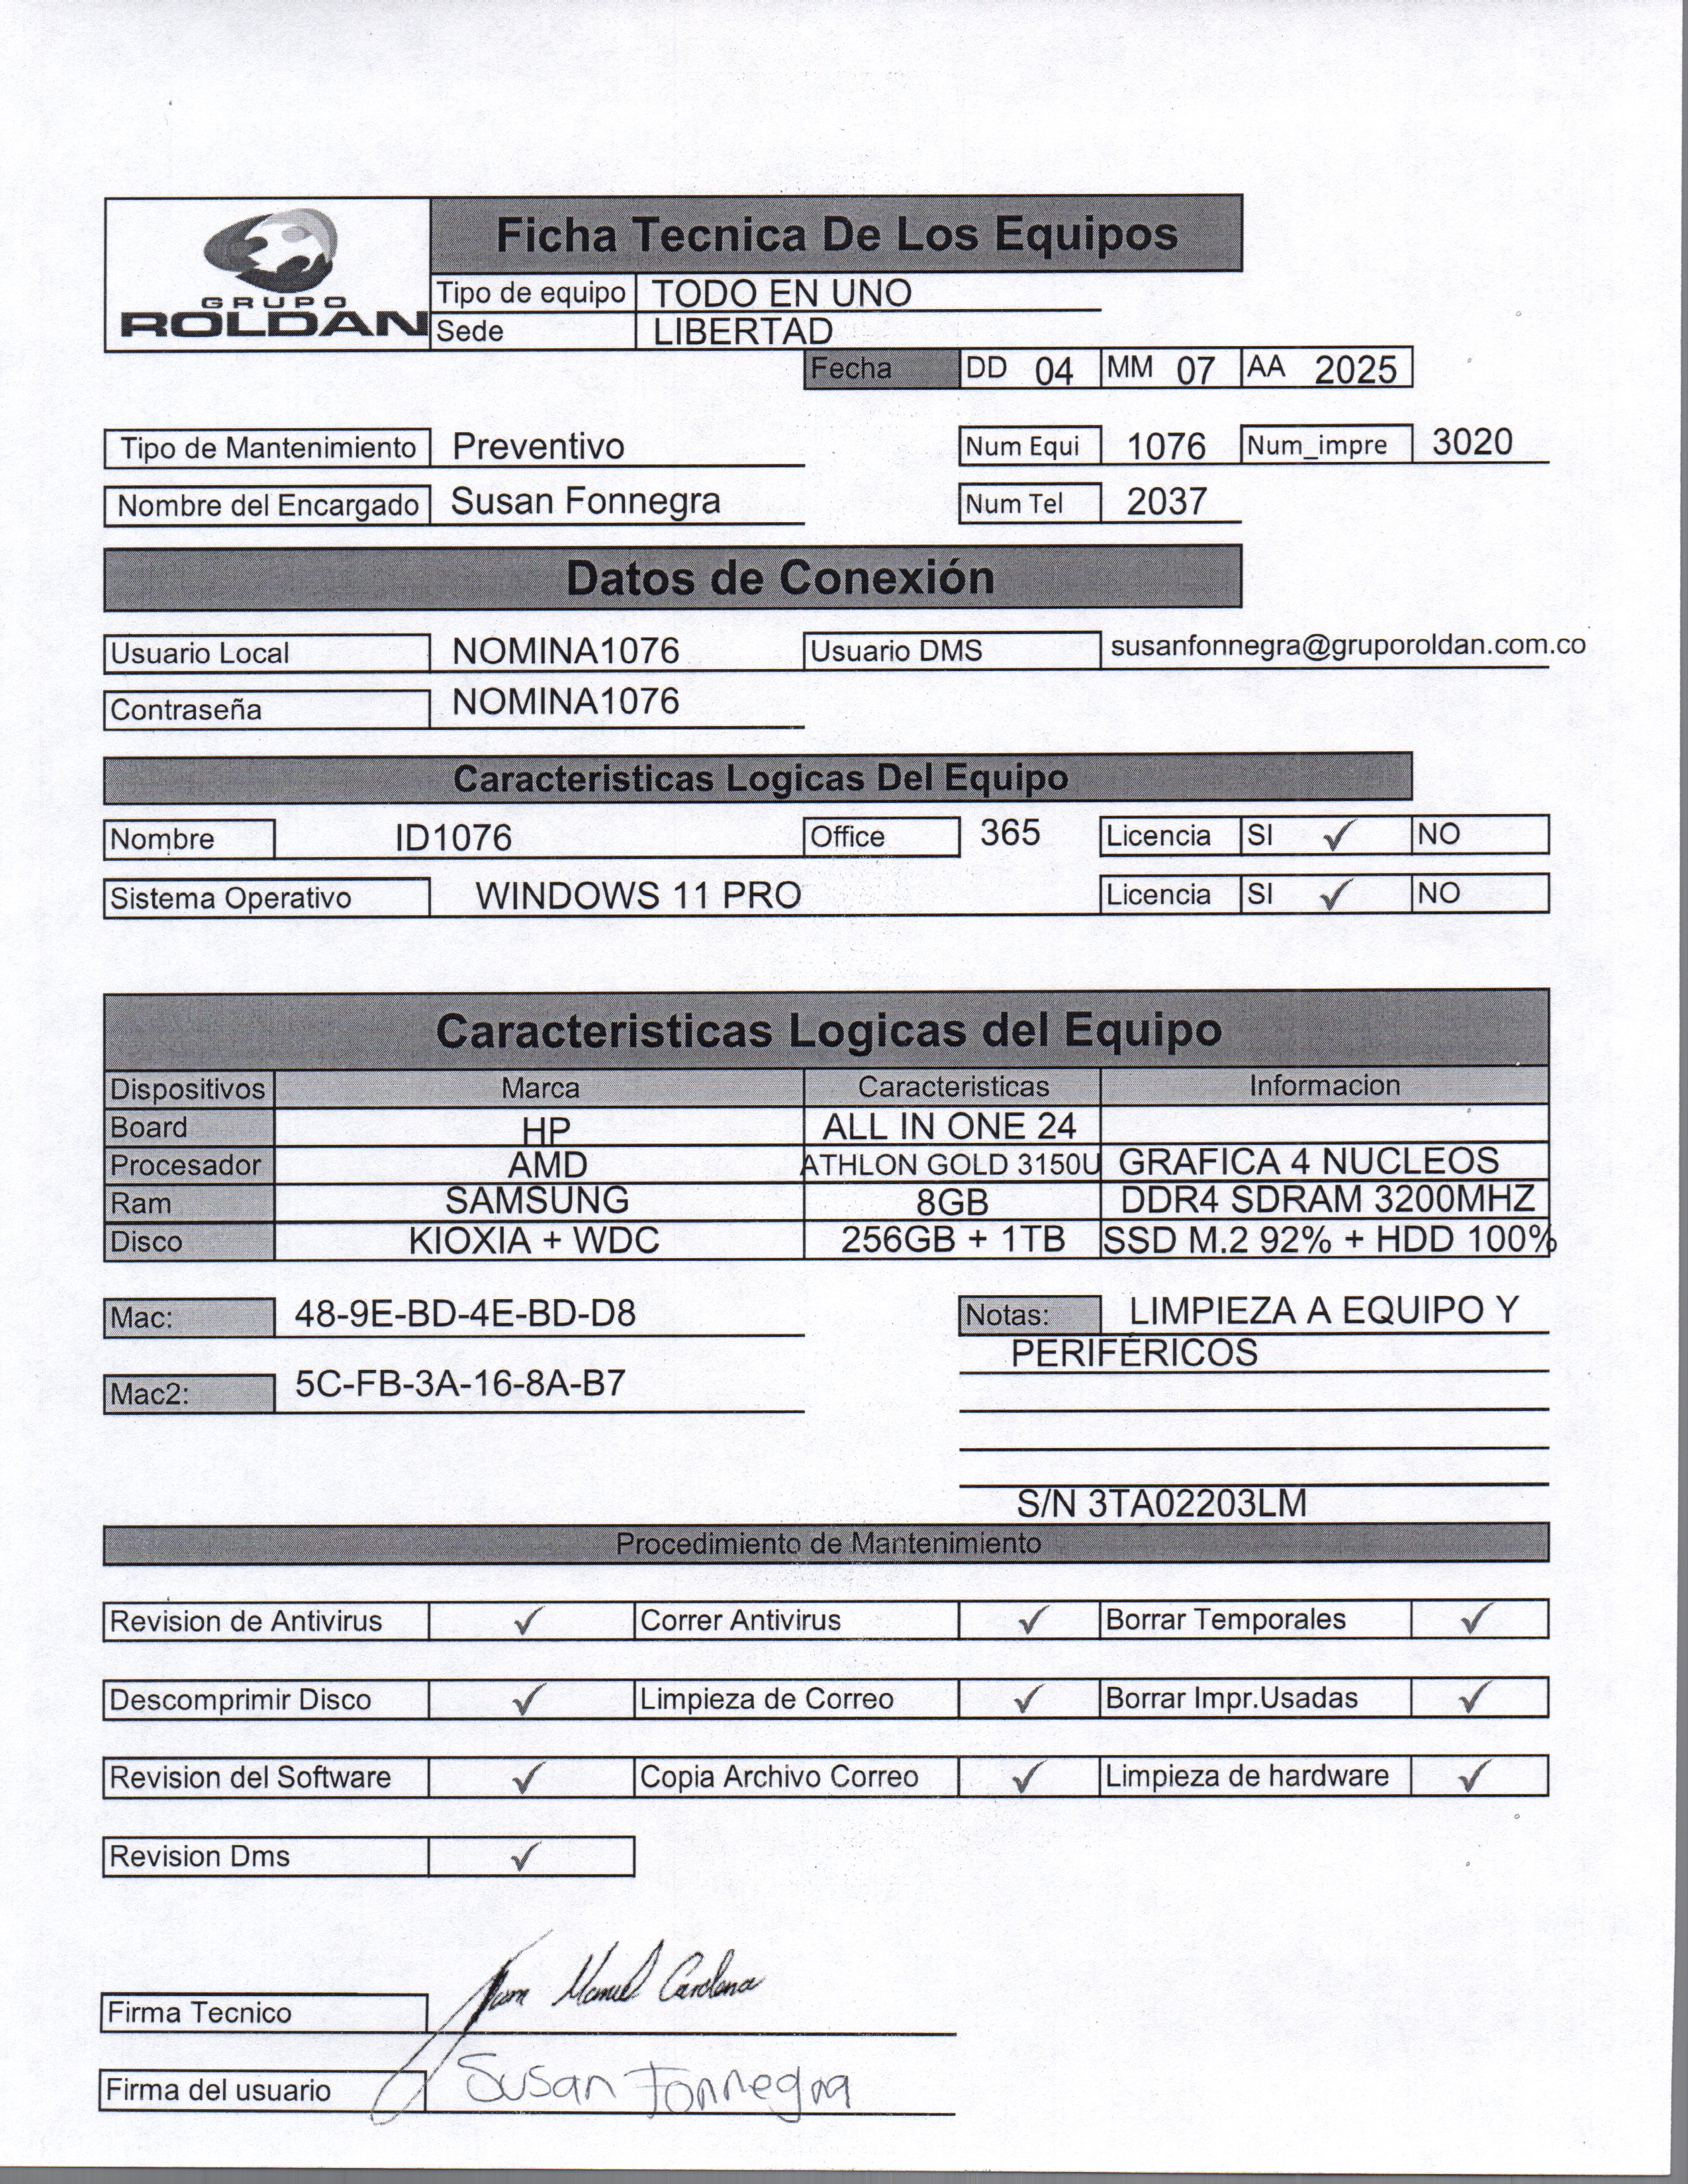 GRUPO
ROLDAN
Ficha Tecnica De Los Equipos
Tipo de equipo TODO EN UNO
Sede LIBERTAD
Fecha DD 04 MM 07 AA 2025
Tipo de Mantenimiento Preventivo Num Equi 1076 Num_impre 3020
Nombre del Encargado Susan Fonnegra Num Tel 2037
Datos de Conexión
Usuario Local NOMINA1076 Usuario DMS susanfonnegra@gruporoldan.com.co
Contraseña NOMINA1076
Caracteristicas Logicas Del Equipo
Nombre ID1076 Office 365 Licencia SI ✓ NO
Sistema Operativo WINDOWS 11 PRO Licencia SI ✓ NO
Caracteristicas Logicas del Equipo
Dispositivos Marca Caracteristicas Informacion
Board HP ALL IN ONE 24
Procesador AMD ATHLON GOLD 3150U GRAFICA 4 NUCLEOS
Ram SAMSUNG 8GB DDR4 SDRAM 3200MHZ
Disco KIOXIA + WDC 256GB + 1TB SSD M.2 92% + HDD 100%
Mac: 48-9E-BD-4E-BD-D8 Notas: LIMPIEZA A EQUIPO Y
PERIFÉRICOS
Mac2: 5C-FB-3A-16-8A-B7
S/N 3TA02203LM
Procedimiento de Mantenimiento
Revision de Antivirus ✓ Correr Antivirus ✓ Borrar Temporales ✓
Descomprimir Disco ✓ Limpieza de Correo ✓ Borrar Impr.Usadas ✓
Revision del Software ✓ Copia Archivo Correo ✓ Limpieza de hardware ✓
Revision Dms ✓
Firma Tecnico Juan Manuel Cardona
Firma del usuario Susan Fonnegra